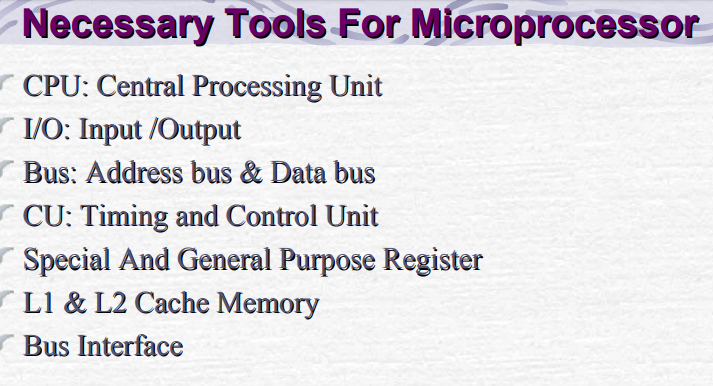 Necessary Tools For Microprocessor
CPU: Central Processing Unit
I/O: Input /Output
Bus: Address bus & Data bus
CU: Timing and Control Unit
Special And General Purpose Register
L1 & L2 Cache Memory
Bus Interface